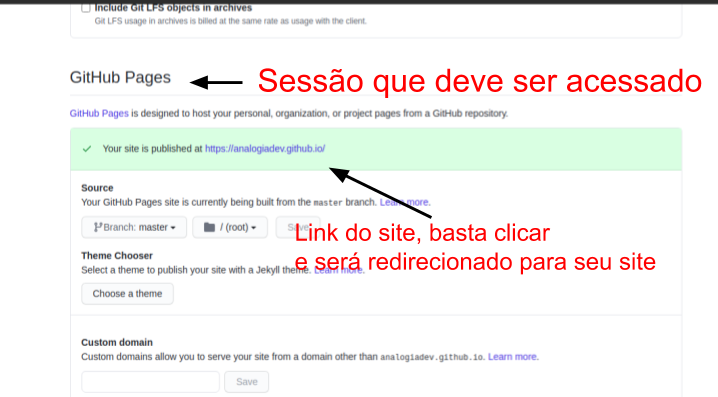 Include Git LFS objects in archives
Git LFS usage in archives is billed at the same rate as usage with the client.
GitHub Pages
Sessão que deve ser acessado
GitHub Pages is designed to host your personal, organization, or project pages from a GitHub repository.
Your site is published at https://analogiadev.github.io/
Source
Your GitHub Pages site is currently being built from the master branch. Learn more.
Branch: master
/ (root)
Save
Link do site, basta clicar
e será redirecionado para seu site
Theme Chooser
Select a theme to publish your site with a Jekyll theme. Learn more.
Choose a theme
Custom domain
Custom domains allow you to serve your site from a domain other than analogiadev.github.io. Learn more.
Save